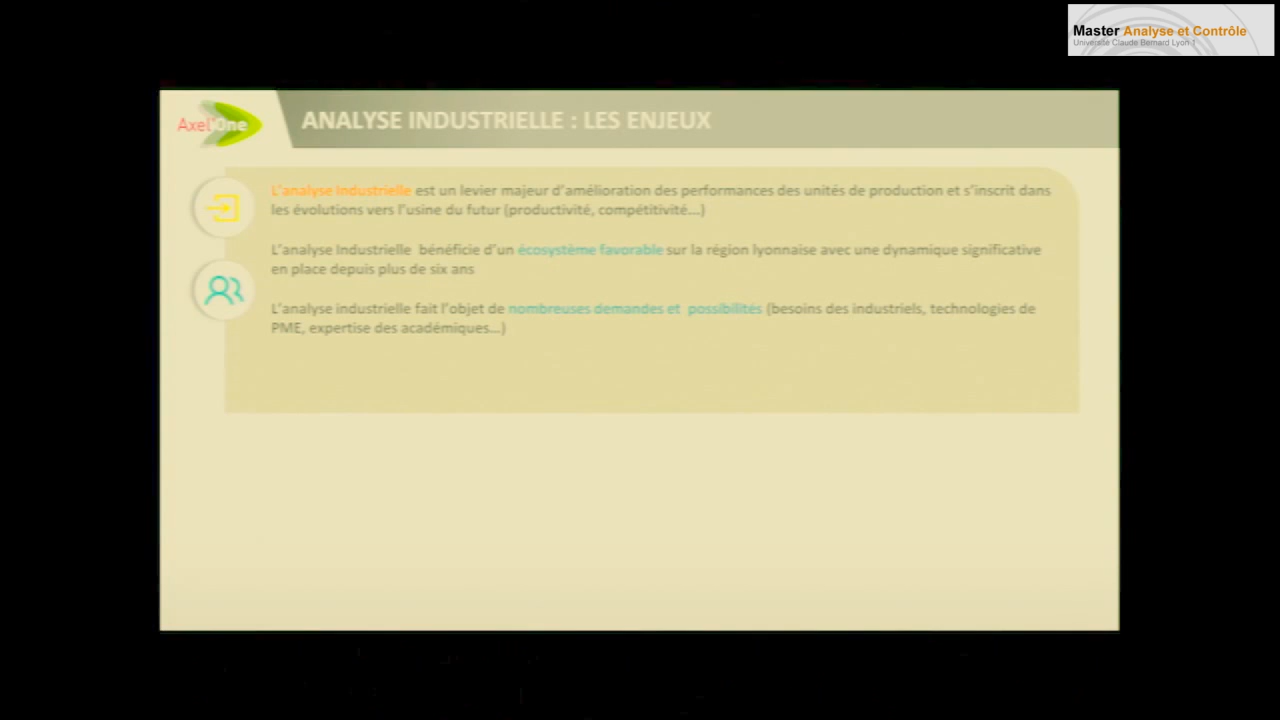 Master Analyse et Contrôle
Université Claude Bernard Lyon 1
Axel'One
ANALYSE INDUSTRIELLE : LES ENJEUX
L'analyse Industrielle est un levier majeur d'amélioration des performances des unités de production et s'inscrit dans
les évolutions vers l'usine du futur (productivité, compétitivité...)
L'analyse Industrielle bénéficie d'un écosystème favorable sur la région lyonnaise avec une dynamique significative
en place depuis plus de six ans
L'analyse industrielle fait l'objet de nombreuses demandes et possibilités (besoins des industriels, technologies de
PME, expertise des académiques...)